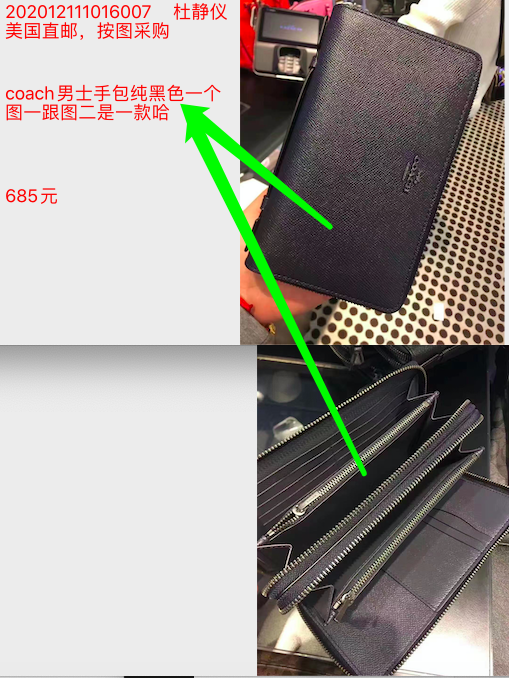 202012111016007 杜静仪
美国直邮，按图采购
coach男士手包纯黑色一个
图一跟图二是一款哈
685元
COACH